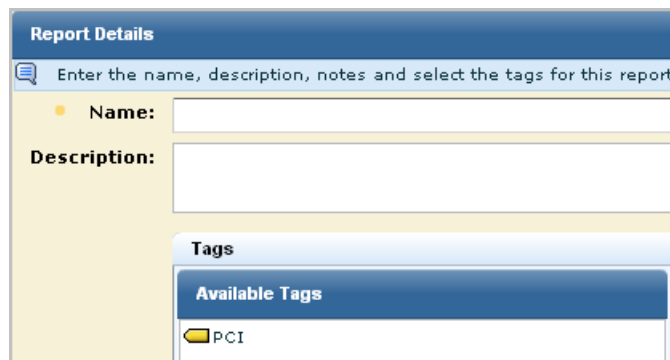 Report Details
Enter the name, description, notes and select the tags for this report
Name:
Description:
Tags
Available Tags
PCI